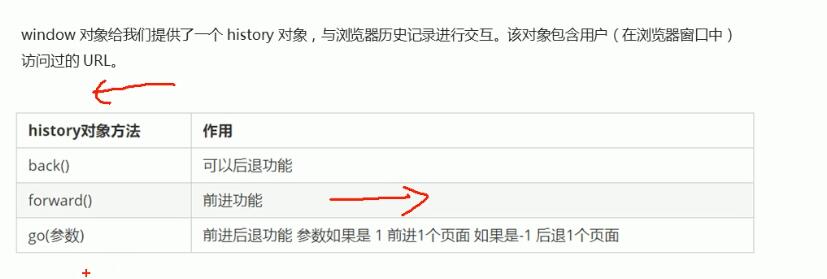 window 对象给我们提供了一个 history 对象，与浏览器历史记录进行交互。该对象包含用户（在浏览器窗口中）
访问过的 URL。
history对象方法 作用
back() 可以后退功能
forward() 前进功能
go(参数) 前进后退功能 参数如果是 1 前进1个页面 如果是-1 后退1个页面